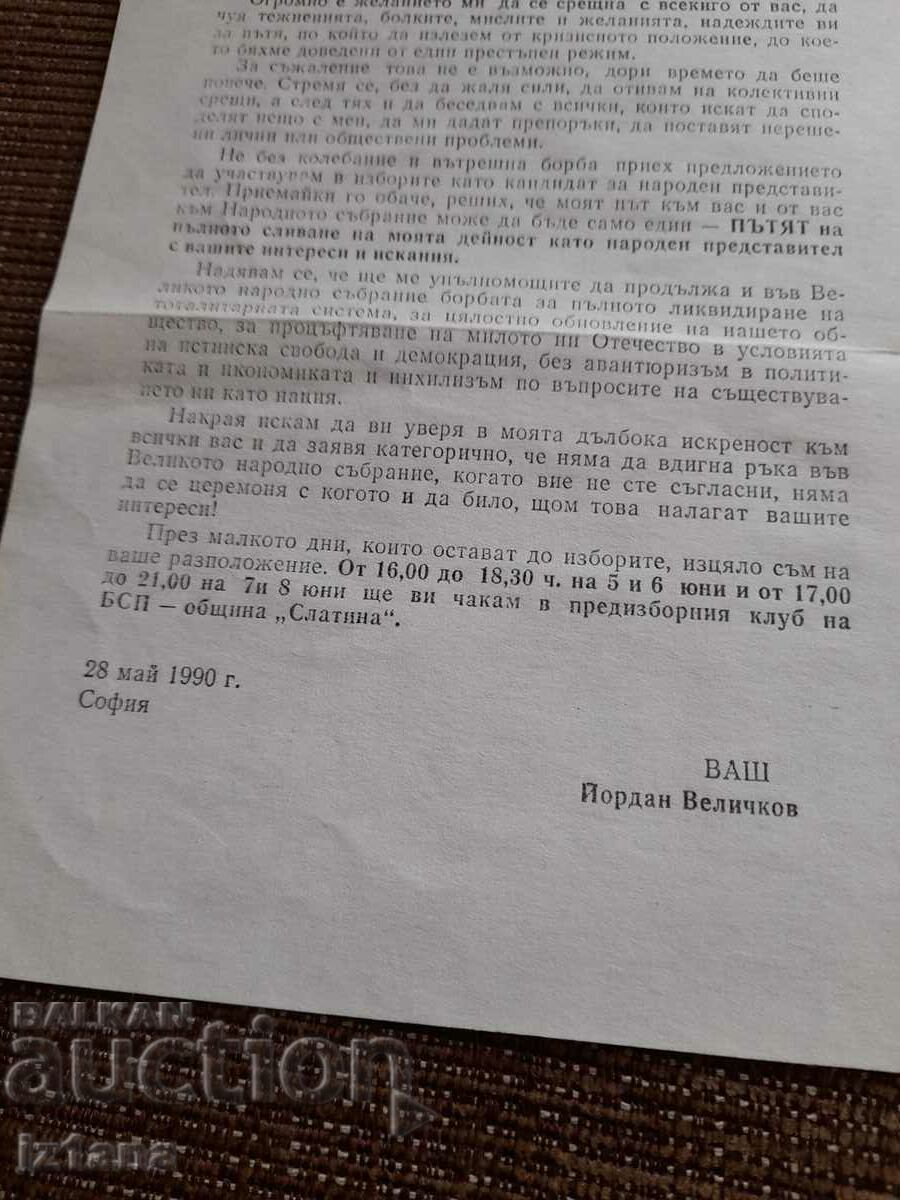 Огромно е желанието ми да се срещна с всекиго от вас, да
чуя тежненията, болките, мислите и желанията, надеждите ви
за пътя, по който да излезем от кризисното положение, до кое-
то бяхме доведени от един престъпен режим.
За съжаление това не е възможно, дори времето да беше
повече. Стремя се, без да жаля сили, да отивам на колективни
срещи, а след тях и да беседвам с всички, които искат да спо-
делят нещо с мен, да ми дадат препоръки, да поставят нереше-
ни лични или обществени проблеми.
Не без колебание и вътрешна борба приех предложението
да участвувам в изборите като кандидат за народен представи-
тел. Приемайки го обаче, реших, че моят път към вас и от вас
към Народното събрание може да бъде само един — ПЪТЯТ на
пълното сливане на моята дейност като народен представител
с вашите интереси и искания.
Надявам се, че ще ме упълномощите да продължа и във Ве-
ликото народно събрание борбата за пълното ликвидиране на
тоталитарката система, за цялостно обновление на нашето об-
щество, за процъфтяване на милото ни Отечество в условията
на истинска свобода и демокрация, без авантюризъм в полити-
ката и икономиката и нихилизъм по въпросите на съществува-
нето ни като нация.
Накрая искам да ви уверя в моята дълбока искреност към
всички вас и да заявя категорично, че няма да вдигна ръка във
Великото народно събрание, когато вие не сте съгласни, няма
да се церемоня с когото и да било, щом това налагат вашите
интереси!
През малкото дни, които остават до изборите, изцяло съм на
ваше разположение. От 16,00 до 18,30 ч. на 5 и 6 юни и от 17,00
до 21,00 на 7и 8 юни ще ви чакам в предизборния клуб на
БСП — община „Слатина“.
28 май 1990 г.
София
ВАШ
Йордан Величков
BALKAN
auction
iz1ana